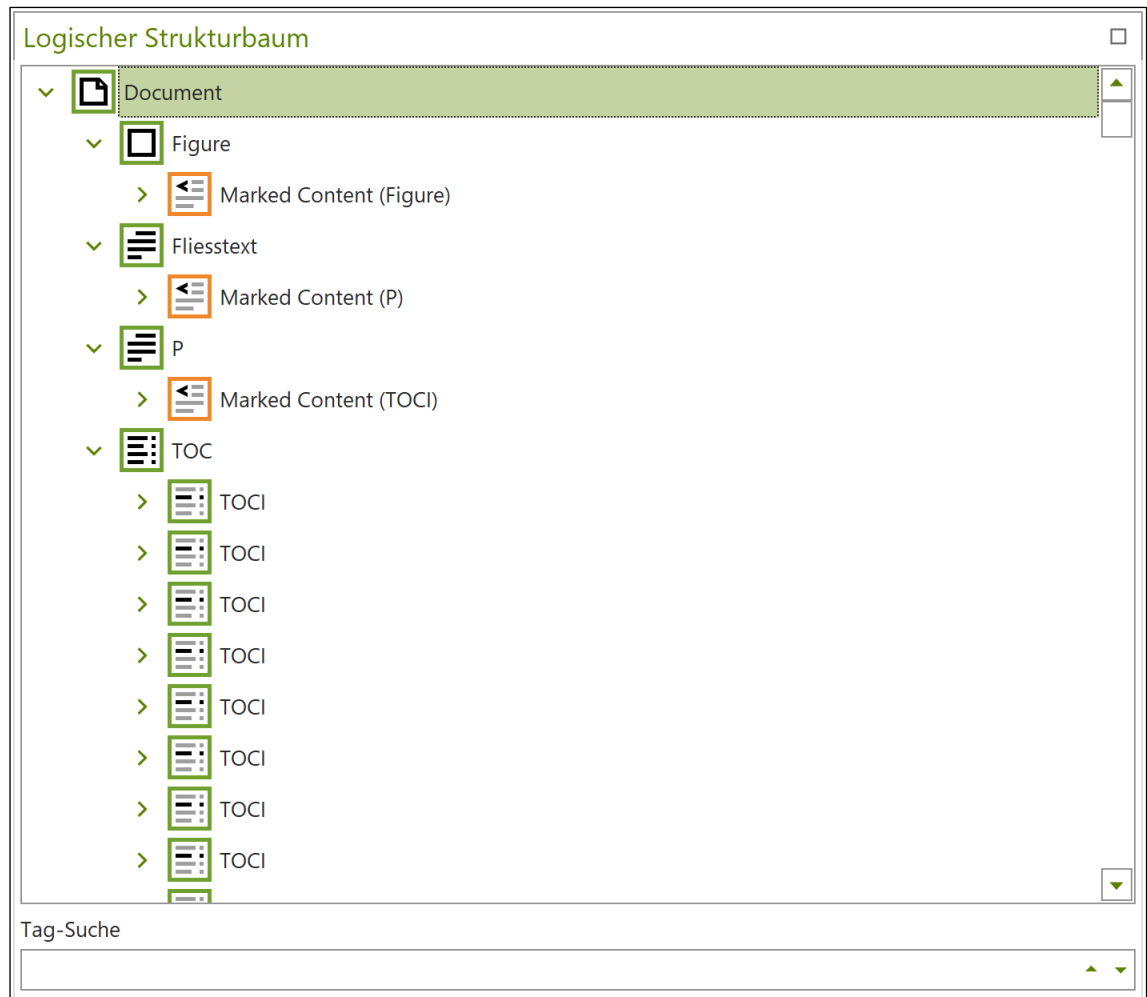 Logischer Strukturbaum
Document
Figure
Marked Content (Figure)
Fliesstext
Marked Content (P)
P
Marked Content (TOCI)
TOC
TOCI
TOCI
TOCI
TOCI
TOCI
TOCI
TOCI
TOCI
Tag-Suche